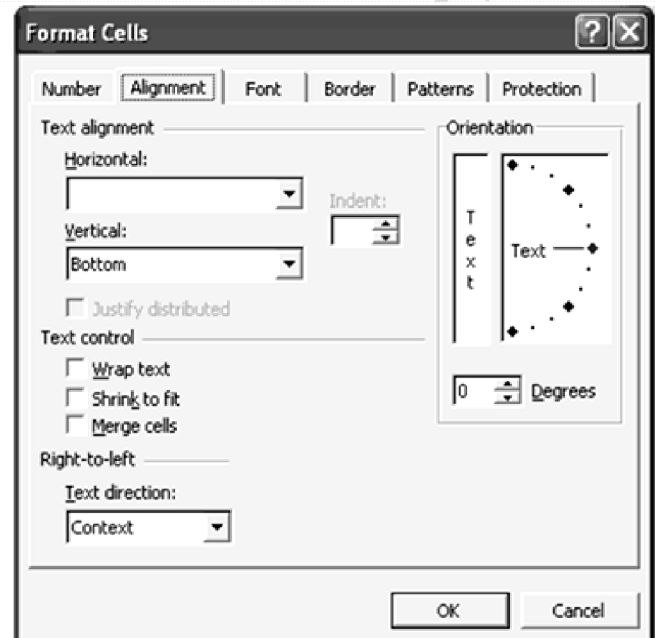 Format Cells
Number Alignment Font Border Patterns Protection
Text alignment
Horizontal:
Indent:
Vertical:
Bottom
Justify distributed
Text control
Wrap text
Shrink to fit
Merge cells
Right-to-left
Text direction:
Context
Orientation
Text
Text
0 Degrees
OK Cancel